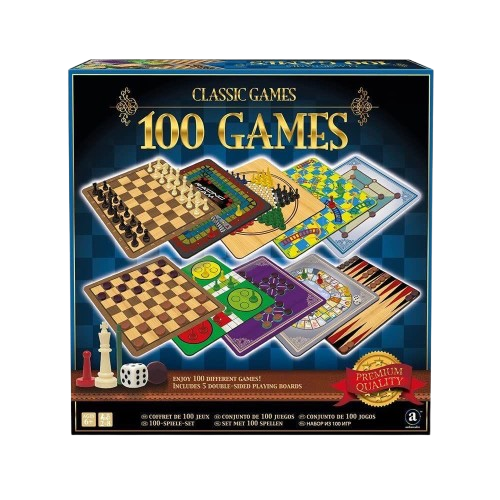 100 GAMES
CLASSIC GAMES
100 GAMES
ENJOY 100 DIFFERENT GAMES!
INCLUDES 5 DOUBLE-SIDED PLAYING BOARDS
PREMIUM
QUALITY
COFFRET DE 100 JEUX
CONJUNTO DE 100 JUEGOS
CONJUNTO DE 100 JOGOS
100-SPIELE-SET
SET MET 100 SPELLEN
НАБОР ИЗ 100 ИГР
a